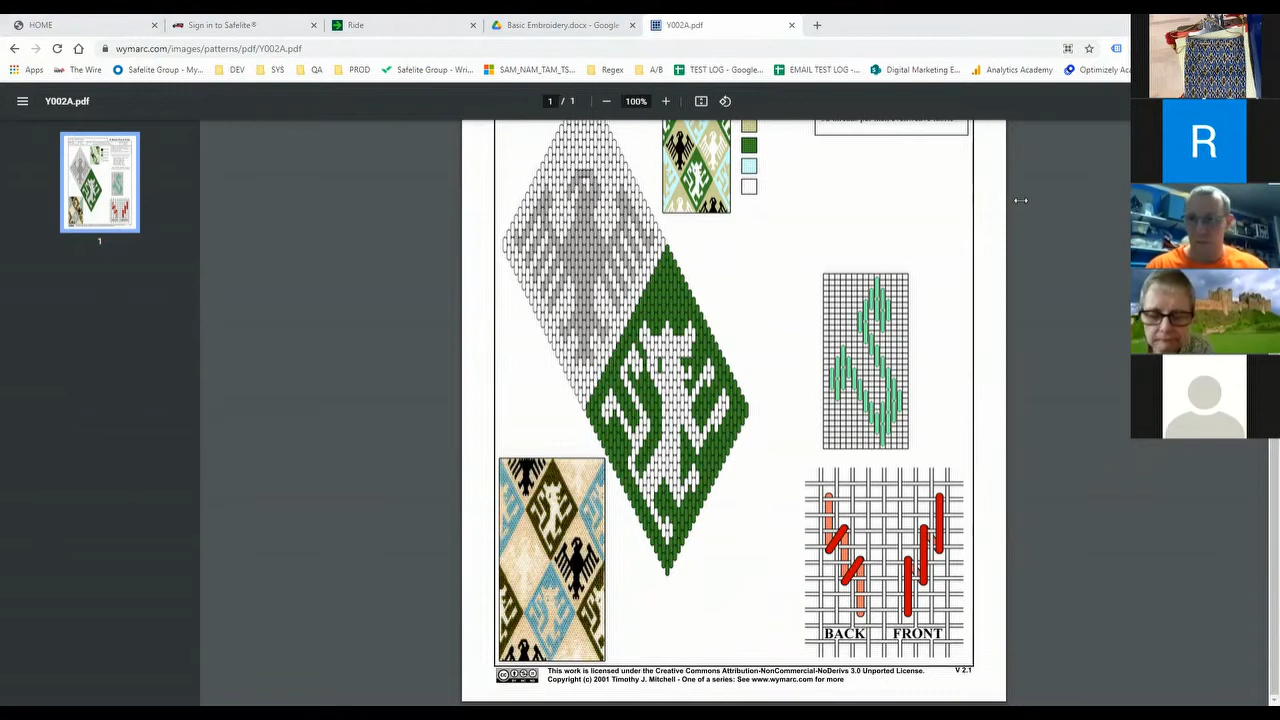 HOME
Sign in to Safelite®
Ride
Basic Embroidery.docx - Google
Y002A.pdf
wymarc.com/images/patterns/pdf/Y002A.pdf
Apps
The Wire
Safelite Group - My...
DEV
SYS
QA
PROD
Safelite Group - Wri...
SAM_NAM_TAM_TS...
Regex
A/B
TEST LOG - Google...
EMAIL TEST LOG -...
Digital Marketing E...
Analytics Academy
Optimizely Academy
Y002A.pdf
1 / 1
100%
1
R
BACK
FRONT
This work is licensed under the Creative Commons Attribution-NonCommercial-NoDerivs 3.0 Unported License.
V 2.1
Copyright (c) 2001 Timothy J. Mitchell - One of a series: See www.wymarc.com for more